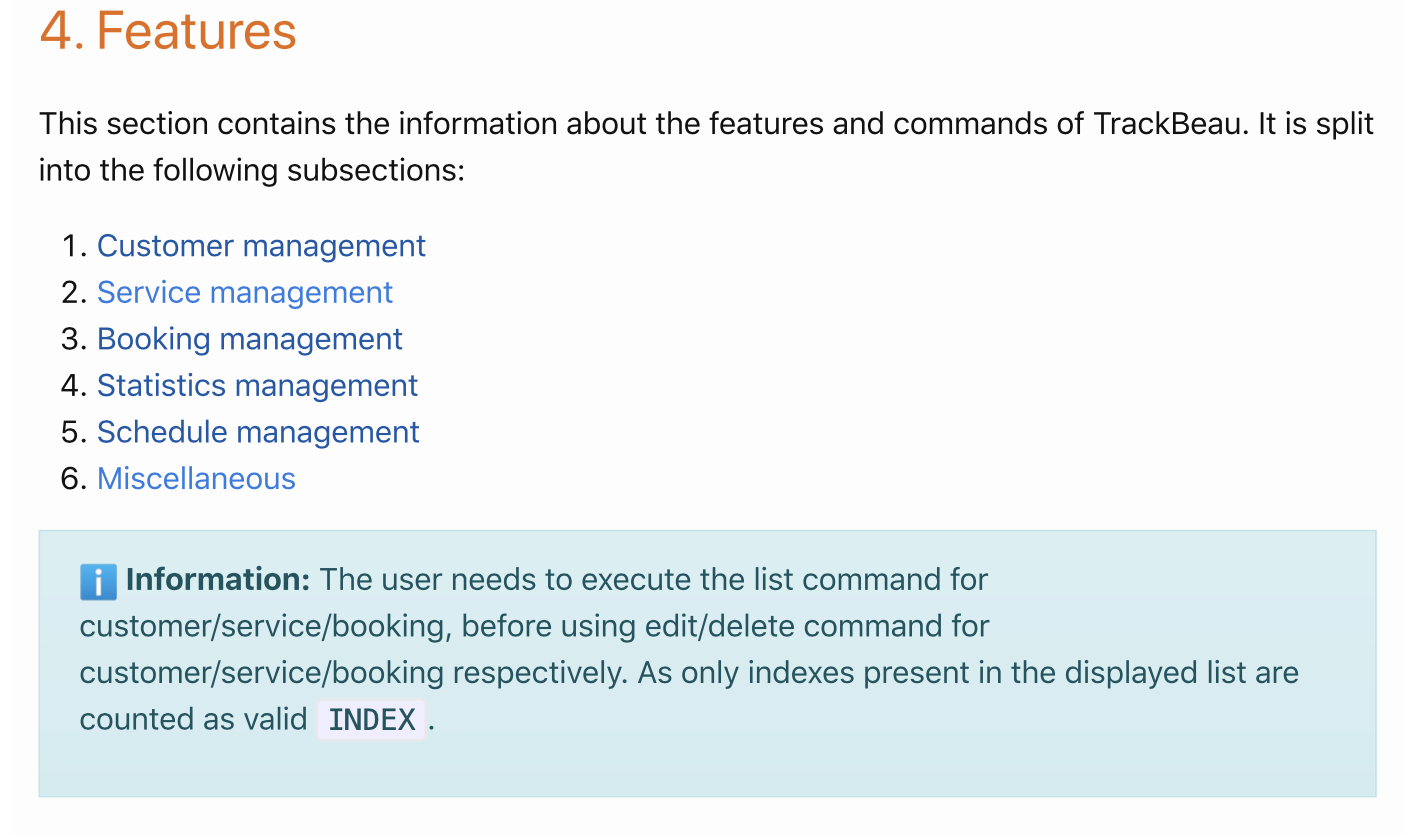 4. Features
This section contains the information about the features and commands of TrackBeau. It is split
into the following subsections:
1. Customer management
2. Service management
3. Booking management
4. Statistics management
5. Schedule management
6. Miscellaneous
ℹ️ Information: The user needs to execute the list command for
customer/service/booking, before using edit/delete command for
customer/service/booking respectively. As only indexes present in the displayed list are
counted as valid INDEX.